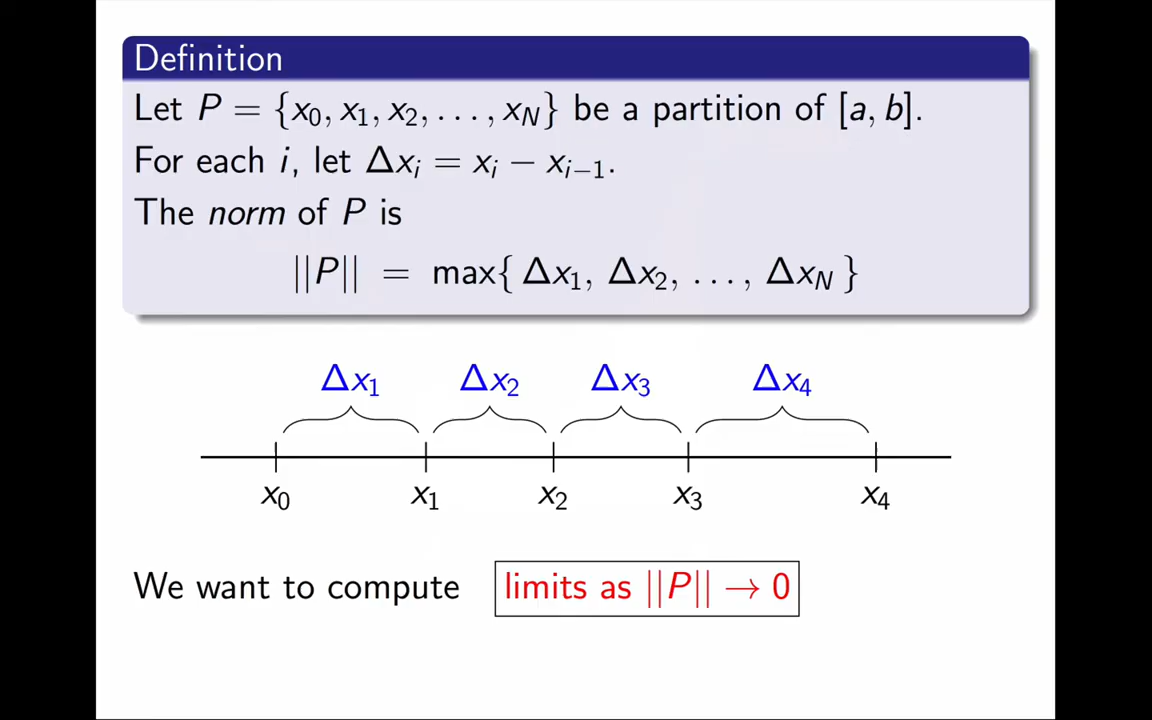 Definition
Let P = {x₀, x₁, x₂, . . . , x_N} be a partition of [a, b].
For each i, let Δxᵢ = xᵢ − xᵢ₋₁.
The norm of P is
||P|| = max{ Δx₁, Δx₂, . . . , Δx_N }
Δx₁ Δx₂ Δx₃ Δx₄
x₀ x₁ x₂ x₃ x₄
We want to compute limits as ||P|| → 0